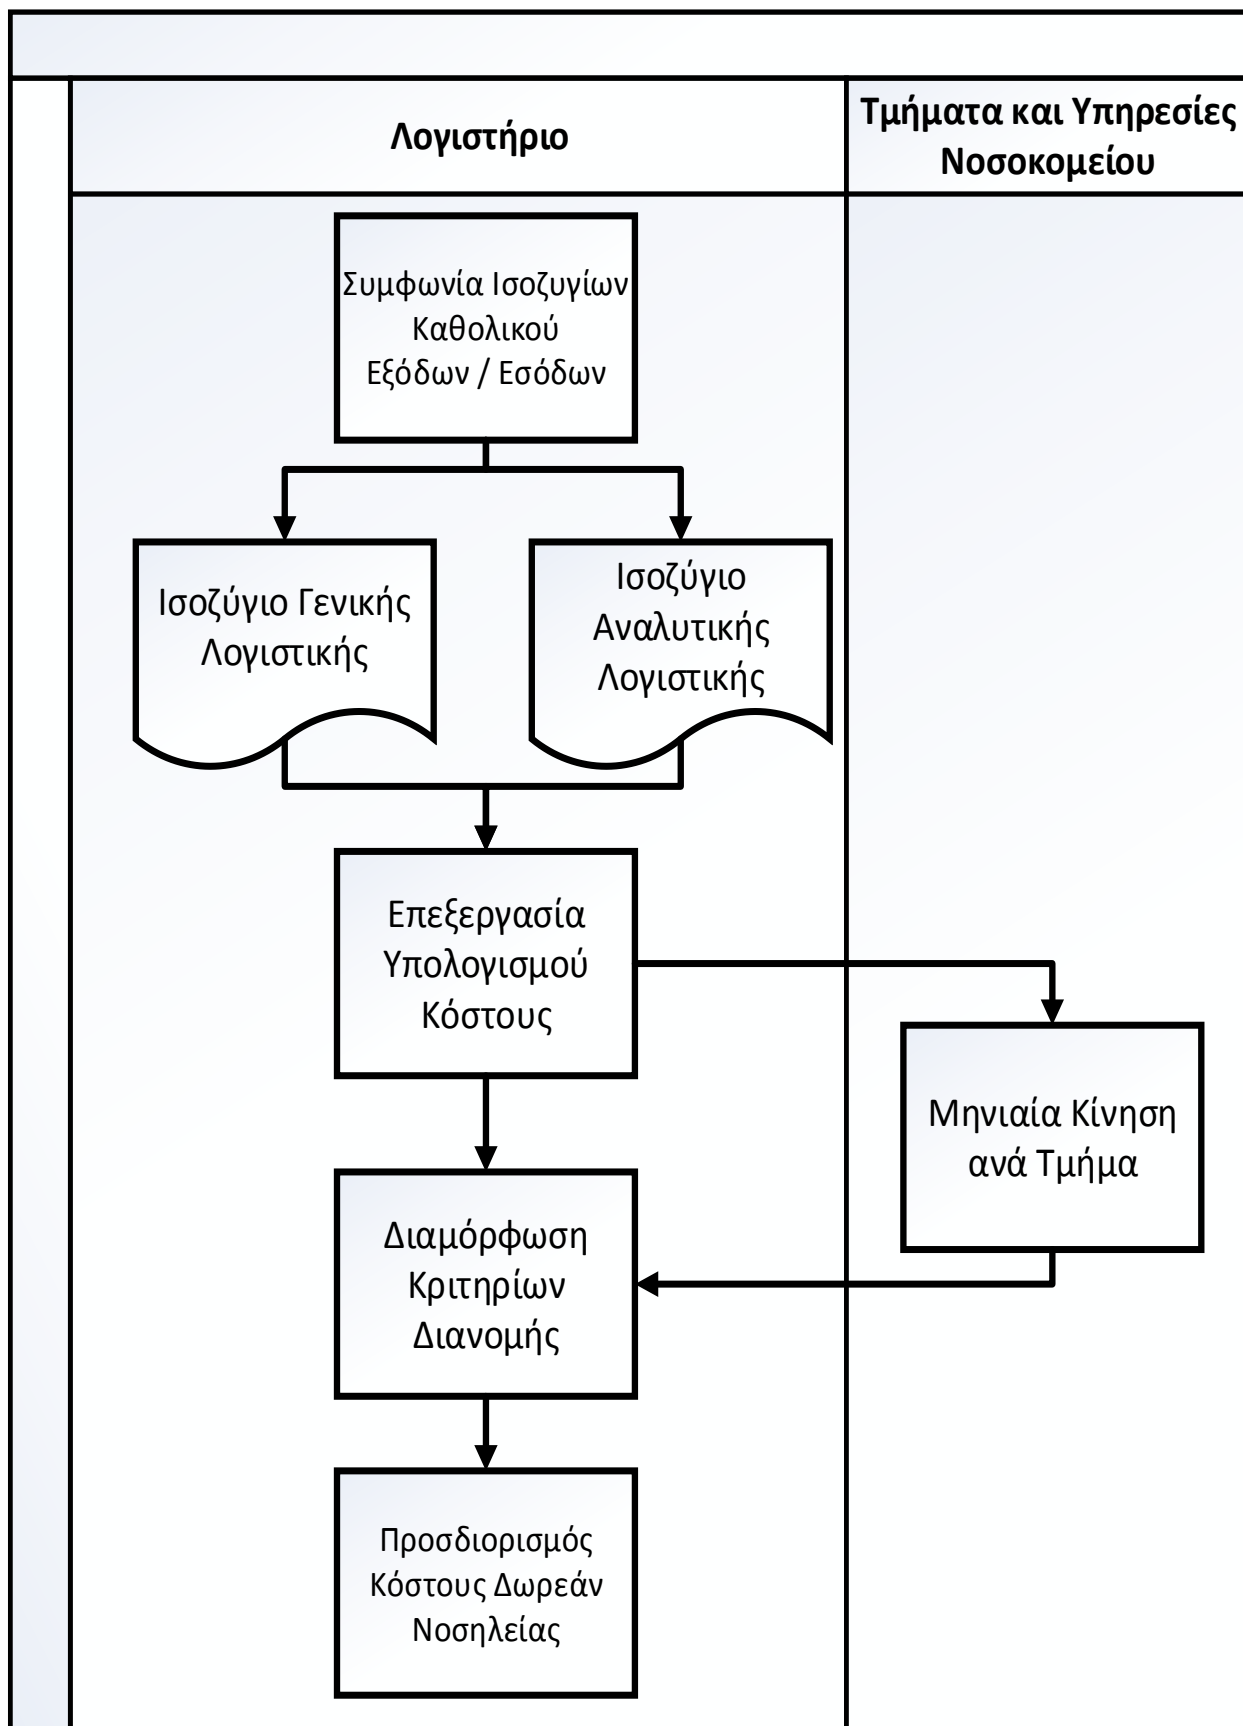 Λογιστήριο
Τμήματα και Υπηρεσίες
Νοσοκομείου
Συμφωνία Ισοζυγίων
Καθολικού
Εξόδων / Εσόδων
Ισοζύγιο Γενικής
Λογιστικής
Ισοζύγιο
Αναλυτικής
Λογιστικής
Επεξεργασία
Υπολογισμού
Κόστους
Μηνιαία Κίνηση
ανά Τμήμα
Διαμόρφωση
Κριτηρίων
Διανομής
Προσδιορισμός
Κόστους Δωρεάν
Νοσηλείας